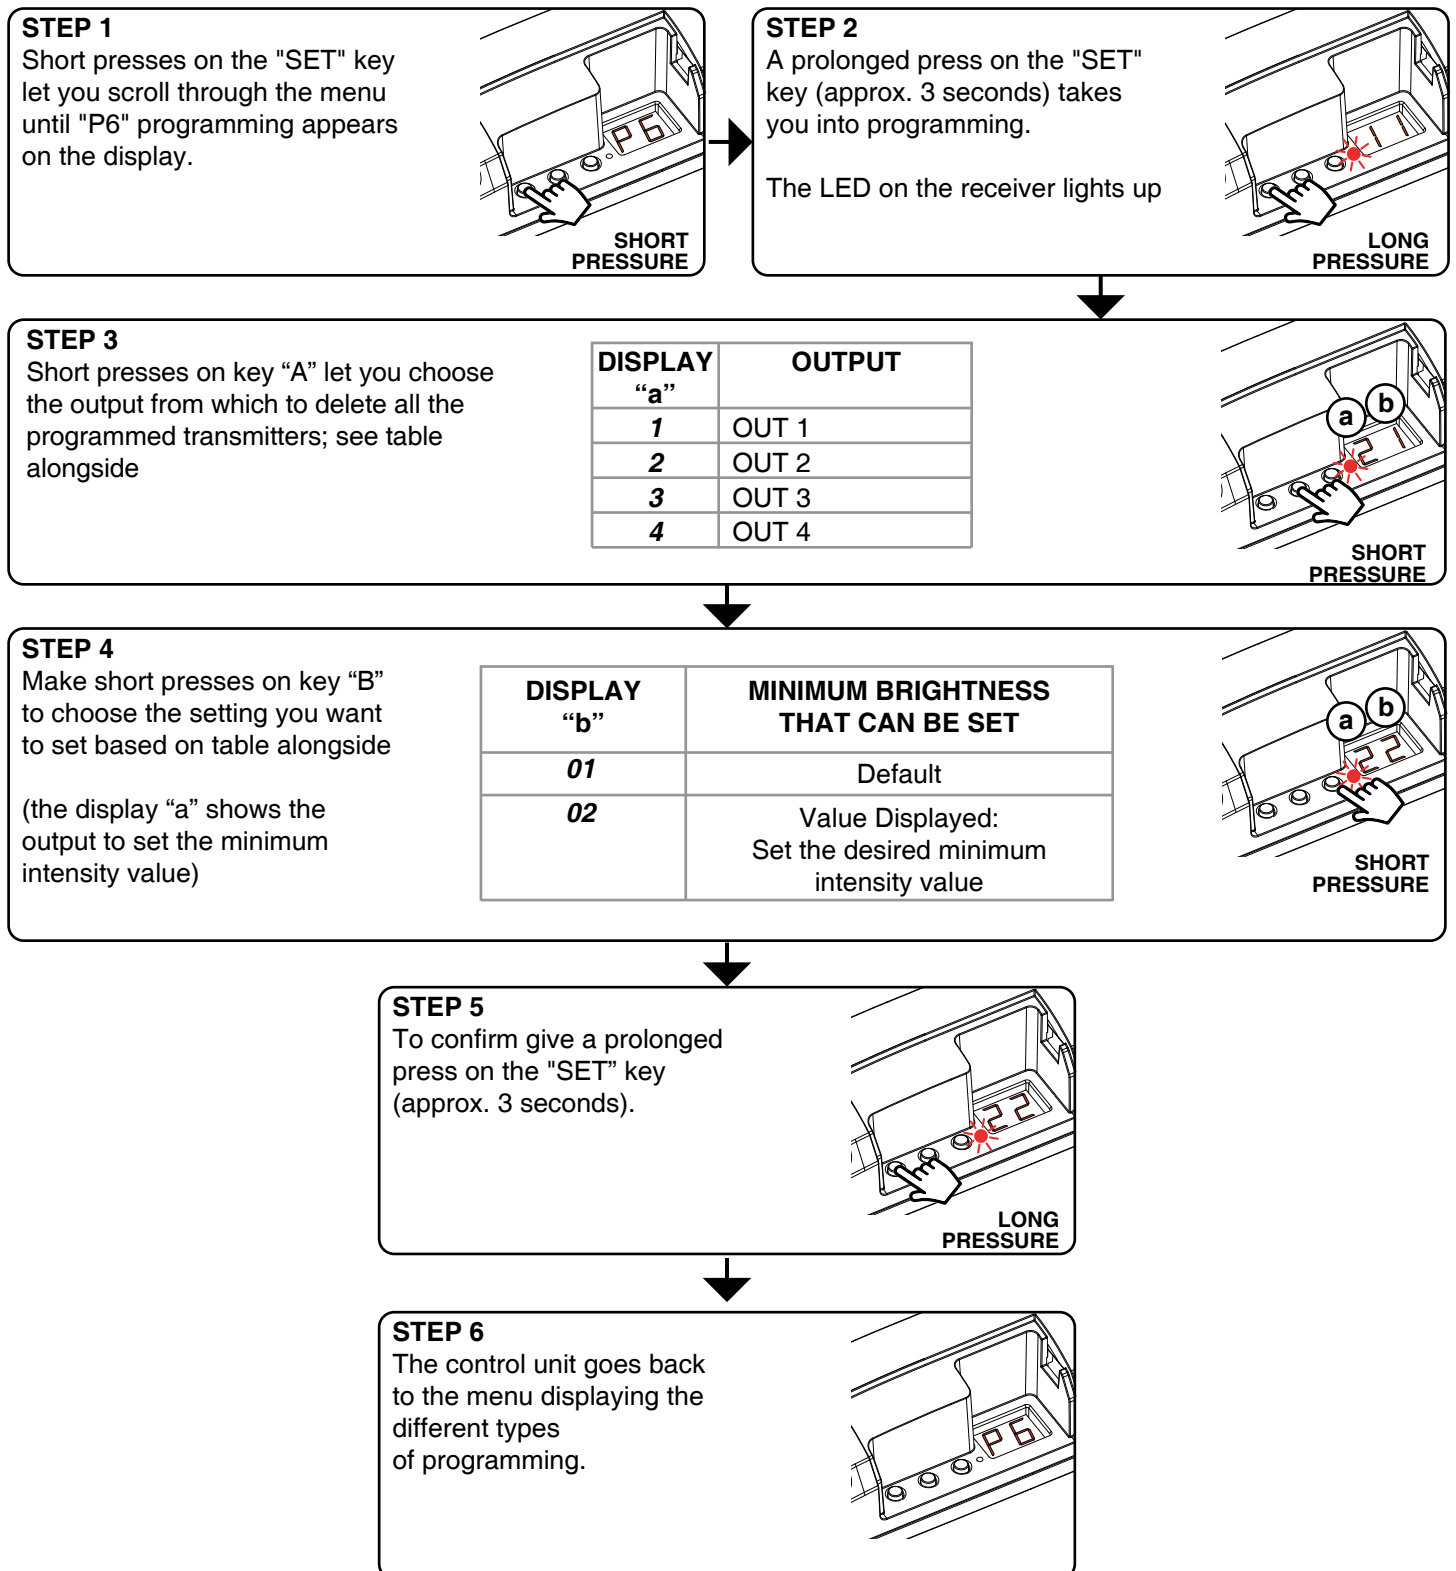 STEP 1
Short presses on the "SET" key
let you scroll through the menu
until "P6" programming appears
on the display.
P6
SHORT
PRESSURE
STEP 2
A prolonged press on the "SET"
key (approx. 3 seconds) takes
you into programming.
The LED on the receiver lights up
11
LONG
PRESSURE
STEP 3
Short presses on key “A” let you choose
the output from which to delete all the
programmed transmitters; see table
alongside
DISPLAY OUTPUT
“a”
1 OUT 1
2 OUT 2
3 OUT 3
4 OUT 4
a b
21
SHORT
PRESSURE
STEP 4
Make short presses on key “B”
to choose the setting you want
to set based on table alongside
(the display “a” shows the
output to set the minimum
intensity value)
DISPLAY MINIMUM BRIGHTNESS
“b” THAT CAN BE SET
01 Default
02 Value Displayed:
Set the desired minimum
intensity value
a b
22
SHORT
PRESSURE
STEP 5
To confirm give a prolonged
press on the "SET” key
(approx. 3 seconds).
22
LONG
PRESSURE
STEP 6
The control unit goes back
to the menu displaying the
different types
of programming.
P6